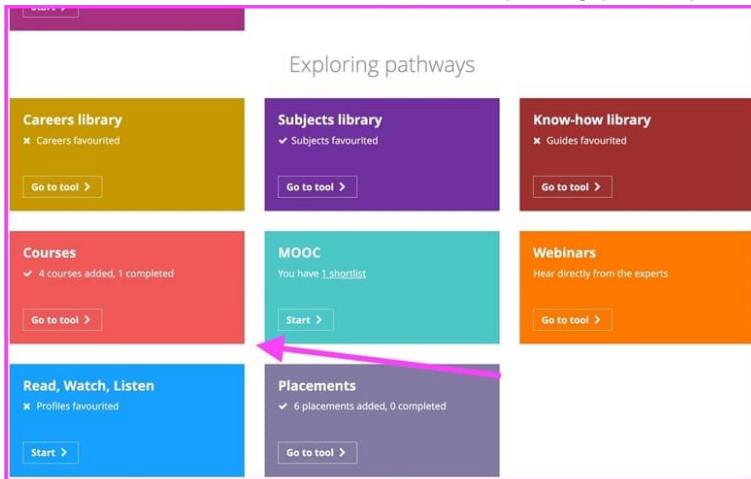 Start >
Exploring pathways
Careers library
✖ Careers favourited
Go to tool >
Subjects library
✔ Subjects favourited
Go to tool >
Know-how library
✖ Guides favourited
Go to tool >
Courses
✔ 4 courses added, 1 completed
Go to tool >
MOOC
You have 1 shortlist
Start >
Webinars
Hear directly from the experts
Go to tool >
Read, Watch, Listen
✖ Profiles favourited
Start >
Placements
✔ 6 placements added, 0 completed
Go to tool >